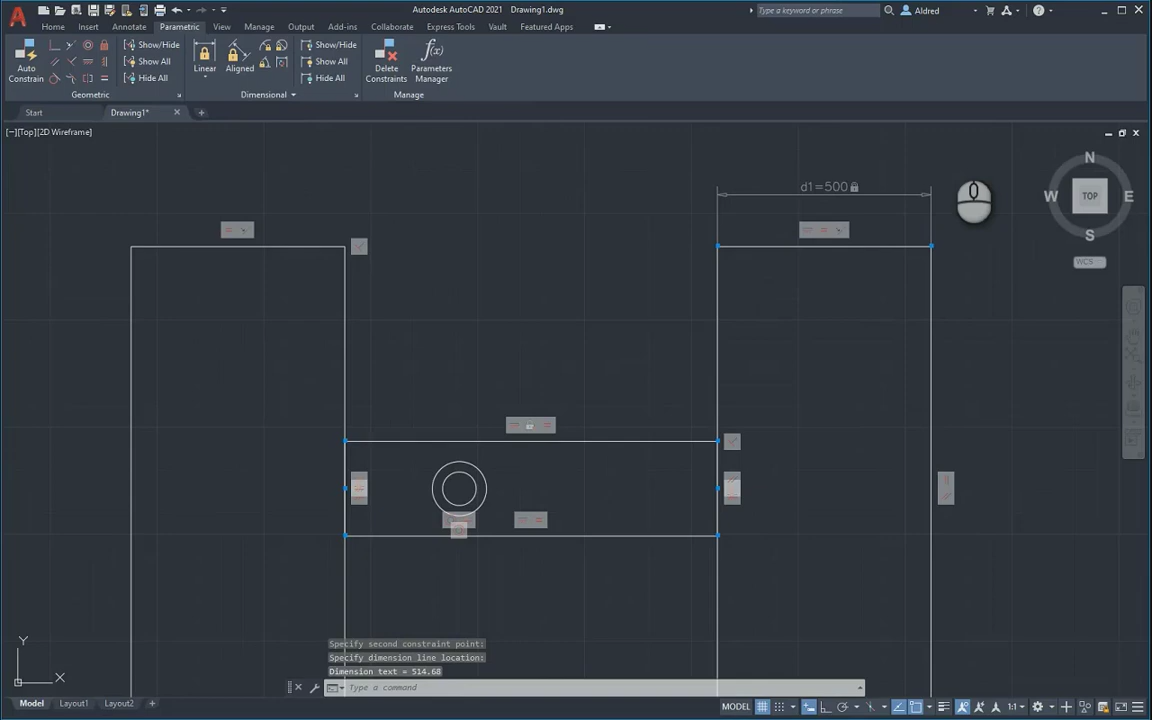 Autodesk AutoCAD 2021 Drawing1.dwg
Type a keyword or phrase
Aldred
Home Insert Annotate Parametric View Manage Output Add-ins Collaborate Express Tools Vault Featured Apps
Auto
Constrain
Show/Hide
Show All
Hide All
Geometric
Linear
Aligned
Show/Hide
Show All
Hide All
Dimensional
Delete
Constraints
Parameters
Manager
Manage
Start
Drawing1*
[−][Top][2D Wireframe]
N
W TOP E
S
WCS
d1=500
Specify second constraint point:
Specify dimension line location:
Dimension text = 514.68
Y
X
Type a command
Model Layout1 Layout2 +
MODEL
1:1